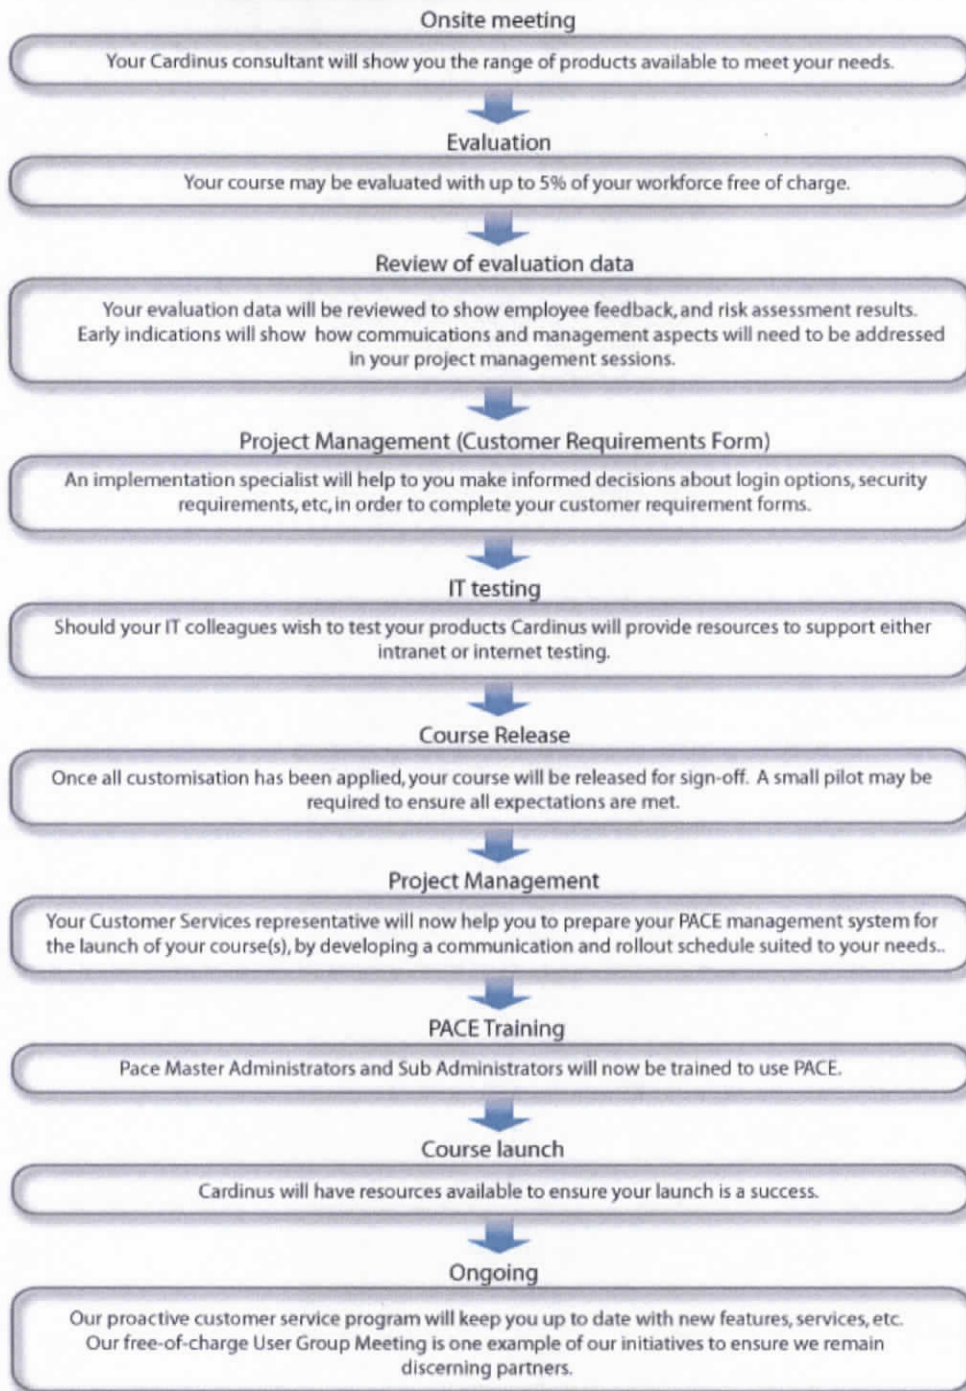 Onsite meeting
Your Cardinus consultant will show you the range of products available to meet your needs.
Evaluation
Your course may be evaluated with up to 5% of your workforce free of charge.
Review of evaluation data
Your evaluation data will be reviewed to show employee feedback, and risk assessment results.
Early indications will show how commuications and management aspects will need to be addressed
in your project management sessions.
Project Management (Customer Requirements Form)
An implementation specialist will help to you make informed decisions about login options, security
requirements, etc, in order to complete your customer requirement forms.
IT testing
Should your IT colleagues wish to test your products Cardinus will provide resources to support either
intranet or internet testing.
Course Release
Once all customisation has been applied, your course will be released for sign-off. A small pilot may be
required to ensure all expectations are met.
Project Management
Your Customer Services representative will now help you to prepare your PACE management system for
the launch of your course(s), by developing a communication and rollout schedule suited to your needs..
PACE Training
Pace Master Administrators and Sub Administrators will now be trained to use PACE.
Course launch
Cardinus will have resources available to ensure your launch is a success.
Ongoing
Our proactive customer service program will keep you up to date with new features, services, etc.
Our free-of-charge User Group Meeting is one example of our initiatives to ensure we remain
discerning partners.